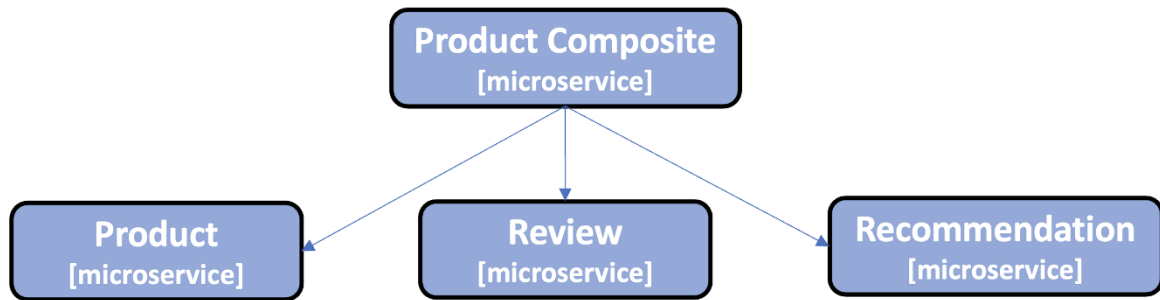 Product Composite
[microservice]
Product
[microservice]
Review
[microservice]
Recommendation
[microservice]